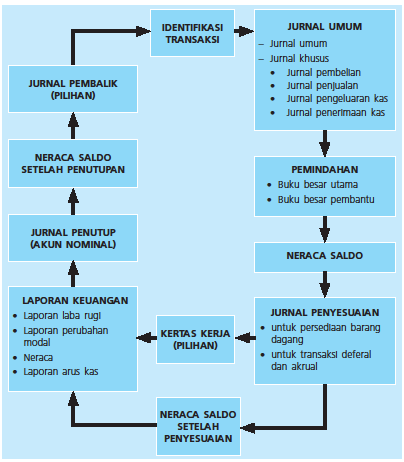 IDENTIFIKASI
TRANSAKSI
JURNAL UMUM
– Jurnal umum
– Jurnal khusus
• Jurnal pembelian
• Jurnal penjualan
• Jurnal pengeluaran kas
• Jurnal penerimaan kas
PEMINDAHAN
• Buku besar utama
• Buku besar pembantu
NERACA SALDO
JURNAL PENYESUAIAN
• untuk persediaan barang
dagang
• untuk transaksi deferal
dan akrual
KERTAS KERJA
(PILIHAN)
NERACA SALDO
SETELAH
PENYESUAIAN
LAPORAN KEUANGAN
• Laporan laba rugi
• Laporan perubahan
modal
• Neraca
• Laporan arus kas
JURNAL PENUTUP
(AKUN NOMINAL)
NERACA SALDO
SETELAH PENUTUPAN
JURNAL PEMBALIK
(PILIHAN)